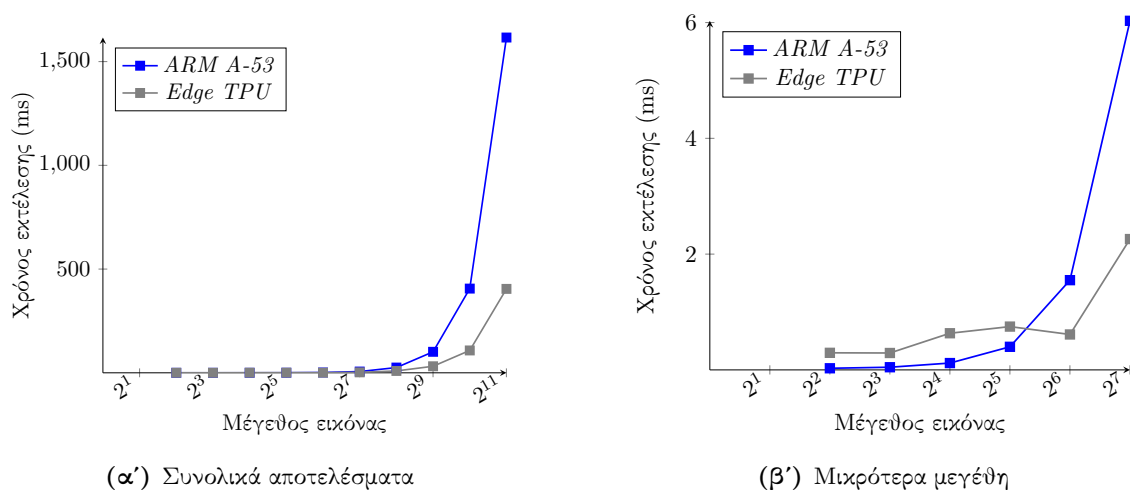 1,500
1,000
500
Χρόνος εκτέλεσης (ms)
ARM A-53
Edge TPU
2^1
2^3
2^5
2^7
2^9
2^11
Μέγεθος εικόνας
(αʹ) Συνολικά αποτελέσματα
6
4
2
Χρόνος εκτέλεσης (ms)
ARM A-53
Edge TPU
2^1
2^2
2^3
2^4
2^5
2^6
2^7
Μέγεθος εικόνας
(βʹ) Μικρότερα μεγέθη